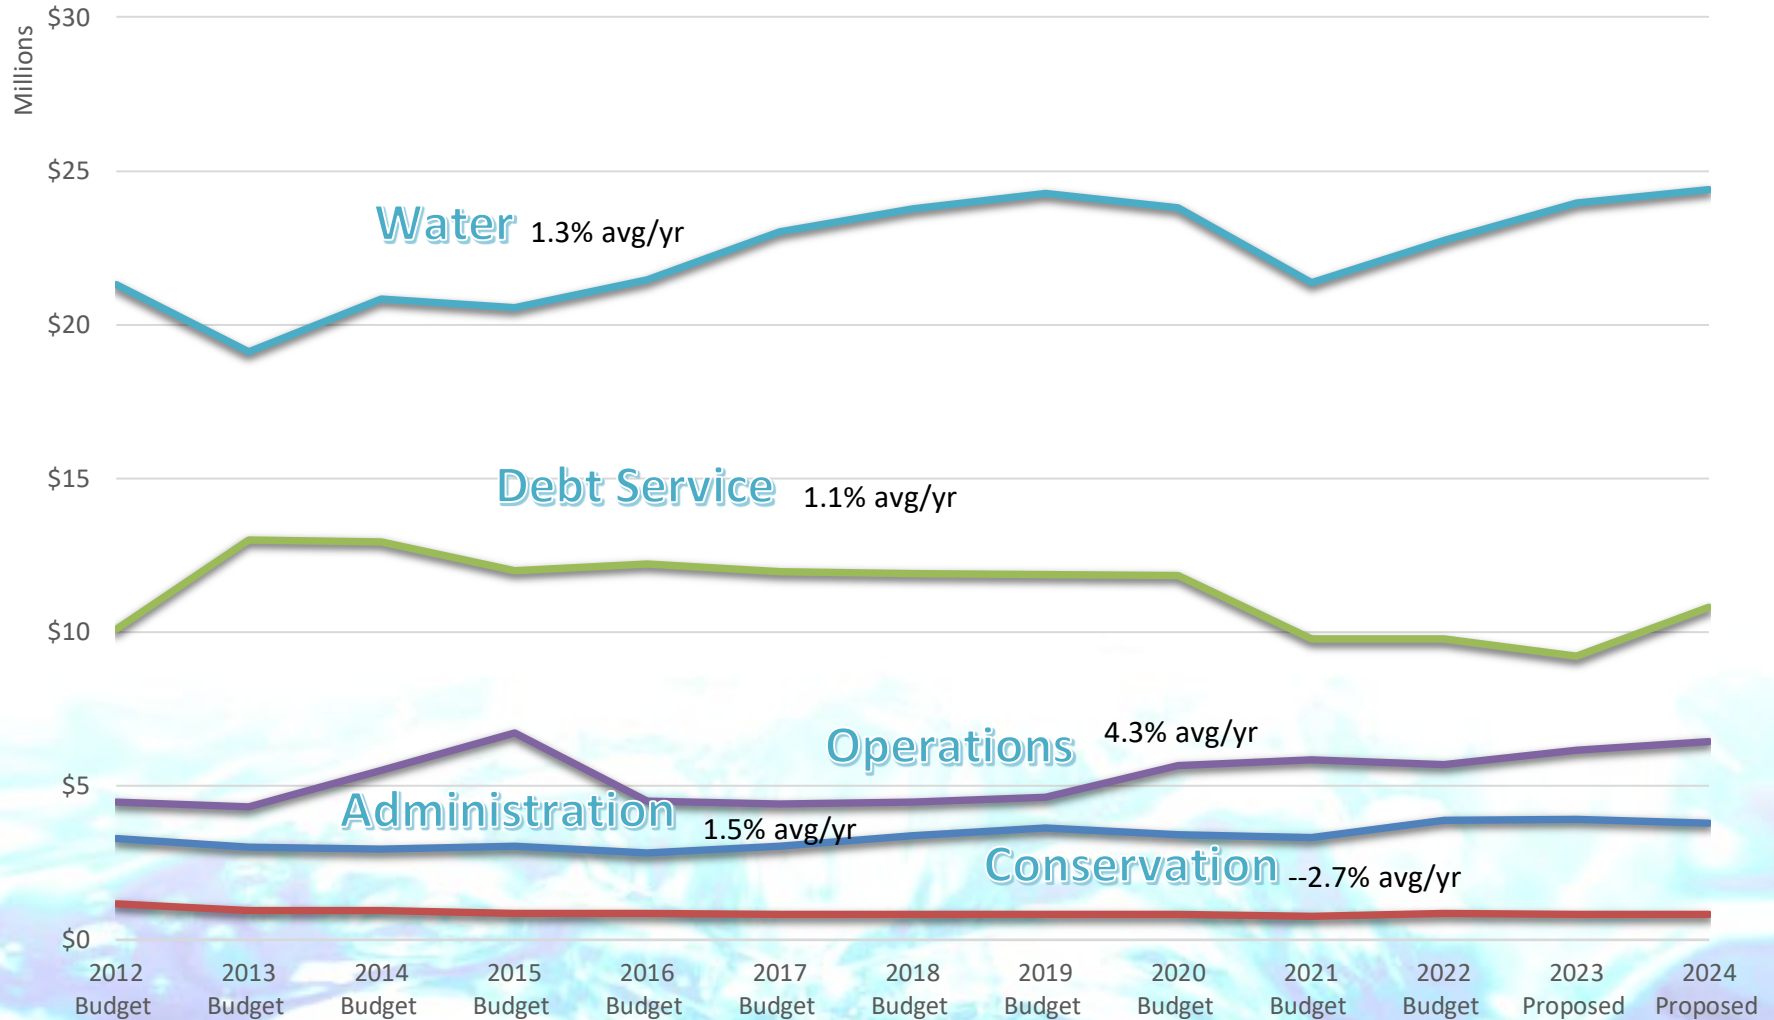 Millions
$30
$25
$20
$15
$10
$5
$0
Water 1.3% avg/yr
Debt Service 1.1% avg/yr
Operations 4.3% avg/yr
Administration 1.5% avg/yr
Conservation --2.7% avg/yr
2012 2013 2014 2015 2016 2017 2018 2019 2020 2021 2022 2023 2024
Budget Budget Budget Budget Budget Budget Budget Budget Budget Budget Budget Proposed Proposed